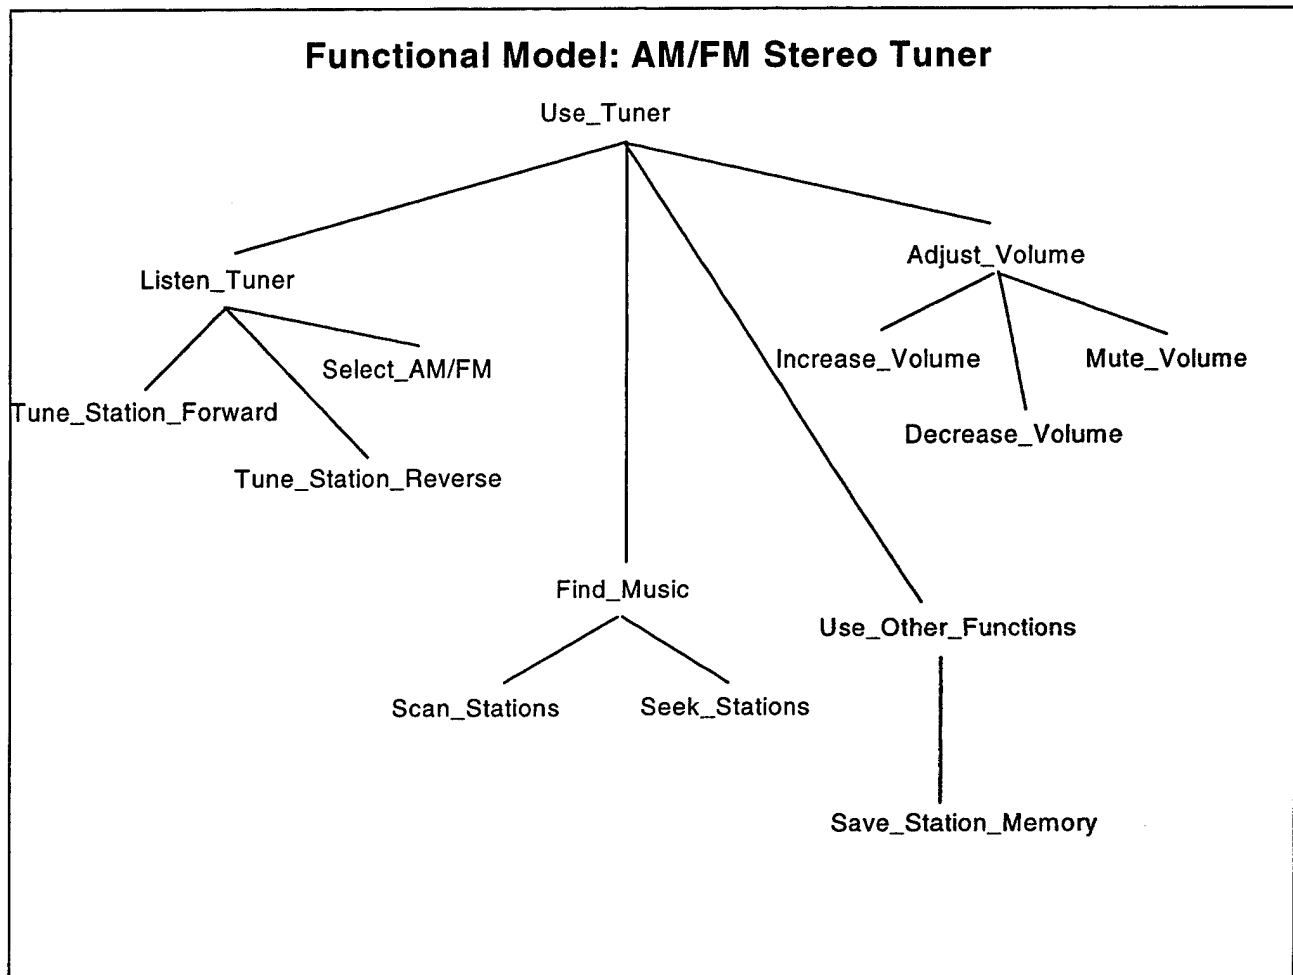 Functional Model: AM/FM Stereo Tuner
Use_Tuner
Listen_Tuner
Adjust_Volume
Select_AM/FM
Increase_Volume
Mute_Volume
Tune_Station_Forward
Decrease_Volume
Tune_Station_Reverse
Find_Music
Use_Other_Functions
Scan_Stations
Seek_Stations
Save_Station_Memory